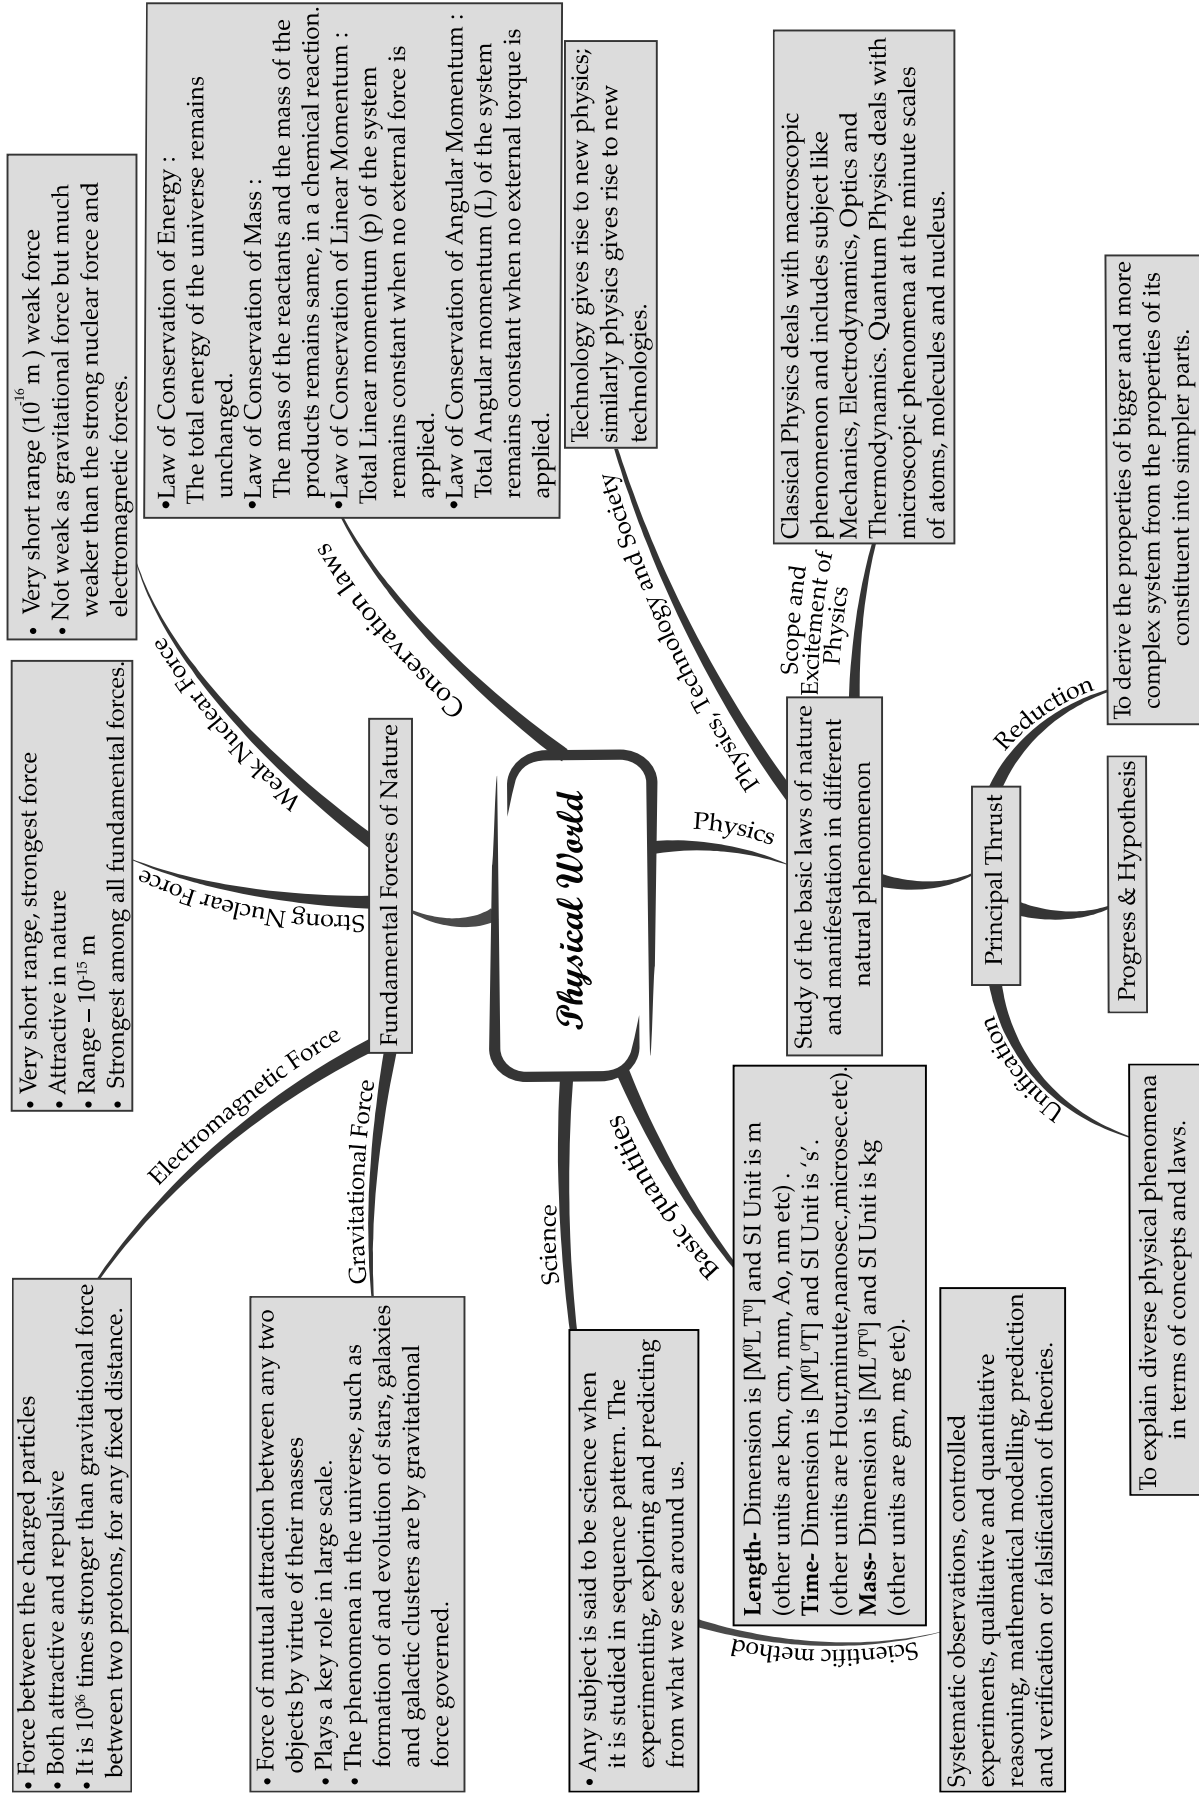 Physical World
Fundamental Forces of Nature
Electromagnetic Force
• Force between the charged particles
• Both attractive and repulsive
• It is 10³⁶ times stronger than gravitational force
between two protons, for any fixed distance.
Gravitational Force
• Force of mutual attraction between any two
objects by virtue of their masses
• Plays a key role in large scale.
• The phenomena in the universe, such as
formation of and evolution of stars, galaxies
and galactic clusters are by gravitational
force governed.
Strong Nuclear Force
• Very short range, strongest force
• Attractive in nature
• Range – 10⁻¹⁵ m
• Strongest among all fundamental forces.
Weak Nuclear Force
• Very short range (10⁻¹⁶ m ) weak force
• Not weak as gravitational force but much
weaker than the strong nuclear force and
electromagnetic forces.
Conservation laws
•Law of Conservation of Energy :
The total energy of the universe remains
unchanged.
•Law of Conservation of Mass :
The mass of the reactants and the mass of the
products remains same, in a chemical reaction.
•Law of Conservation of Linear Momentum :
Total Linear momentum (p) of the system
remains constant when no external force is
applied.
•Law of Conservation of Angular Momentum :
Total Angular momentum (L) of the system
remains constant when no external torque is
applied.
Science
• Any subject is said to be science when
it is studied in sequence pattern. The
experimenting, exploring and predicting
from what we see around us.
Scientific method
Systematic observations, controlled
experiments, qualitative and quantitative
reasoning, mathematical modelling, prediction
and verification or falsification of theories.
Basic quantities
Length- Dimension is [M⁰L T⁰] and SI Unit is m
(other units are km, cm, mm, Ao, nm etc) .
Time- Dimension is [M⁰L⁰T] and SI Unit is ‘s’.
(other units are Hour,minute,nanosec.,microsec.etc).
Mass- Dimension is [ML⁰T⁰] and SI Unit is kg
(other units are gm, mg etc).
Physics
Study of the basic laws of nature
and manifestation in different
natural phenomenon
Physics, Technology and Society
Technology gives rise to new physics;
similarly physics gives rise to new
technologies.
Scope and
Excitement of
Physics
Classical Physics deals with macroscopic
phenomenon and includes subject like
Mechanics, Electrodynamics, Optics and
Thermodynamics. Quantum Physics deals with
microscopic phenomena at the minute scales
of atoms, molecules and nucleus.
Principal Thrust
Unification
To explain diverse physical phenomena
in terms of concepts and laws.
Progress & Hypothesis
Reduction
To derive the properties of bigger and more
complex system from the properties of its
constituent into simpler parts.